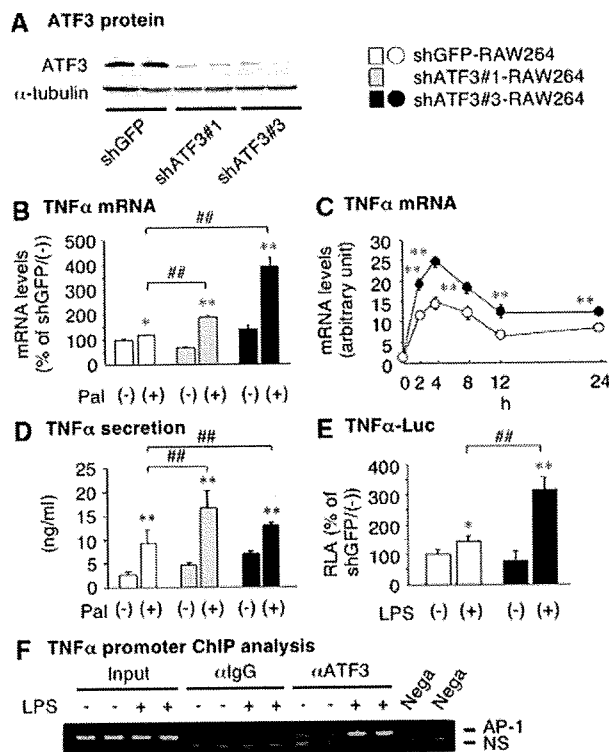 A ATF3 protein
ATF3
α-tubulin
shGFP
shATF3#1
shATF3#3
shGFP-RAW264
shATF3#1-RAW264
shATF3#3-RAW264
B TNFα mRNA
mRNA levels
(% of shGFP/(-))
500
400
300
200
100
0
##
##
*
**
**
Pal (-) (+) (-) (+) (-) (+)
C TNFα mRNA
mRNA levels
(arbitrary unit)
30
25
20
15
10
5
0
**
**
**
**
**
0 2 4 8 12 24
h
D TNFα secretion
(ng/ml)
25
20
15
10
5
0
##
##
**
**
**
Pal (-) (+) (-) (+) (-) (+)
E TNFα-Luc
RLA (% of
shGFP/(-))
400
300
200
100
0
##
*
**
LPS (-) (+) (-) (+)
F TNFα promoter ChIP analysis
Input αIgG αATF3 Nega Nega
LPS - - + + - - + + - - + +
AP-1
NS